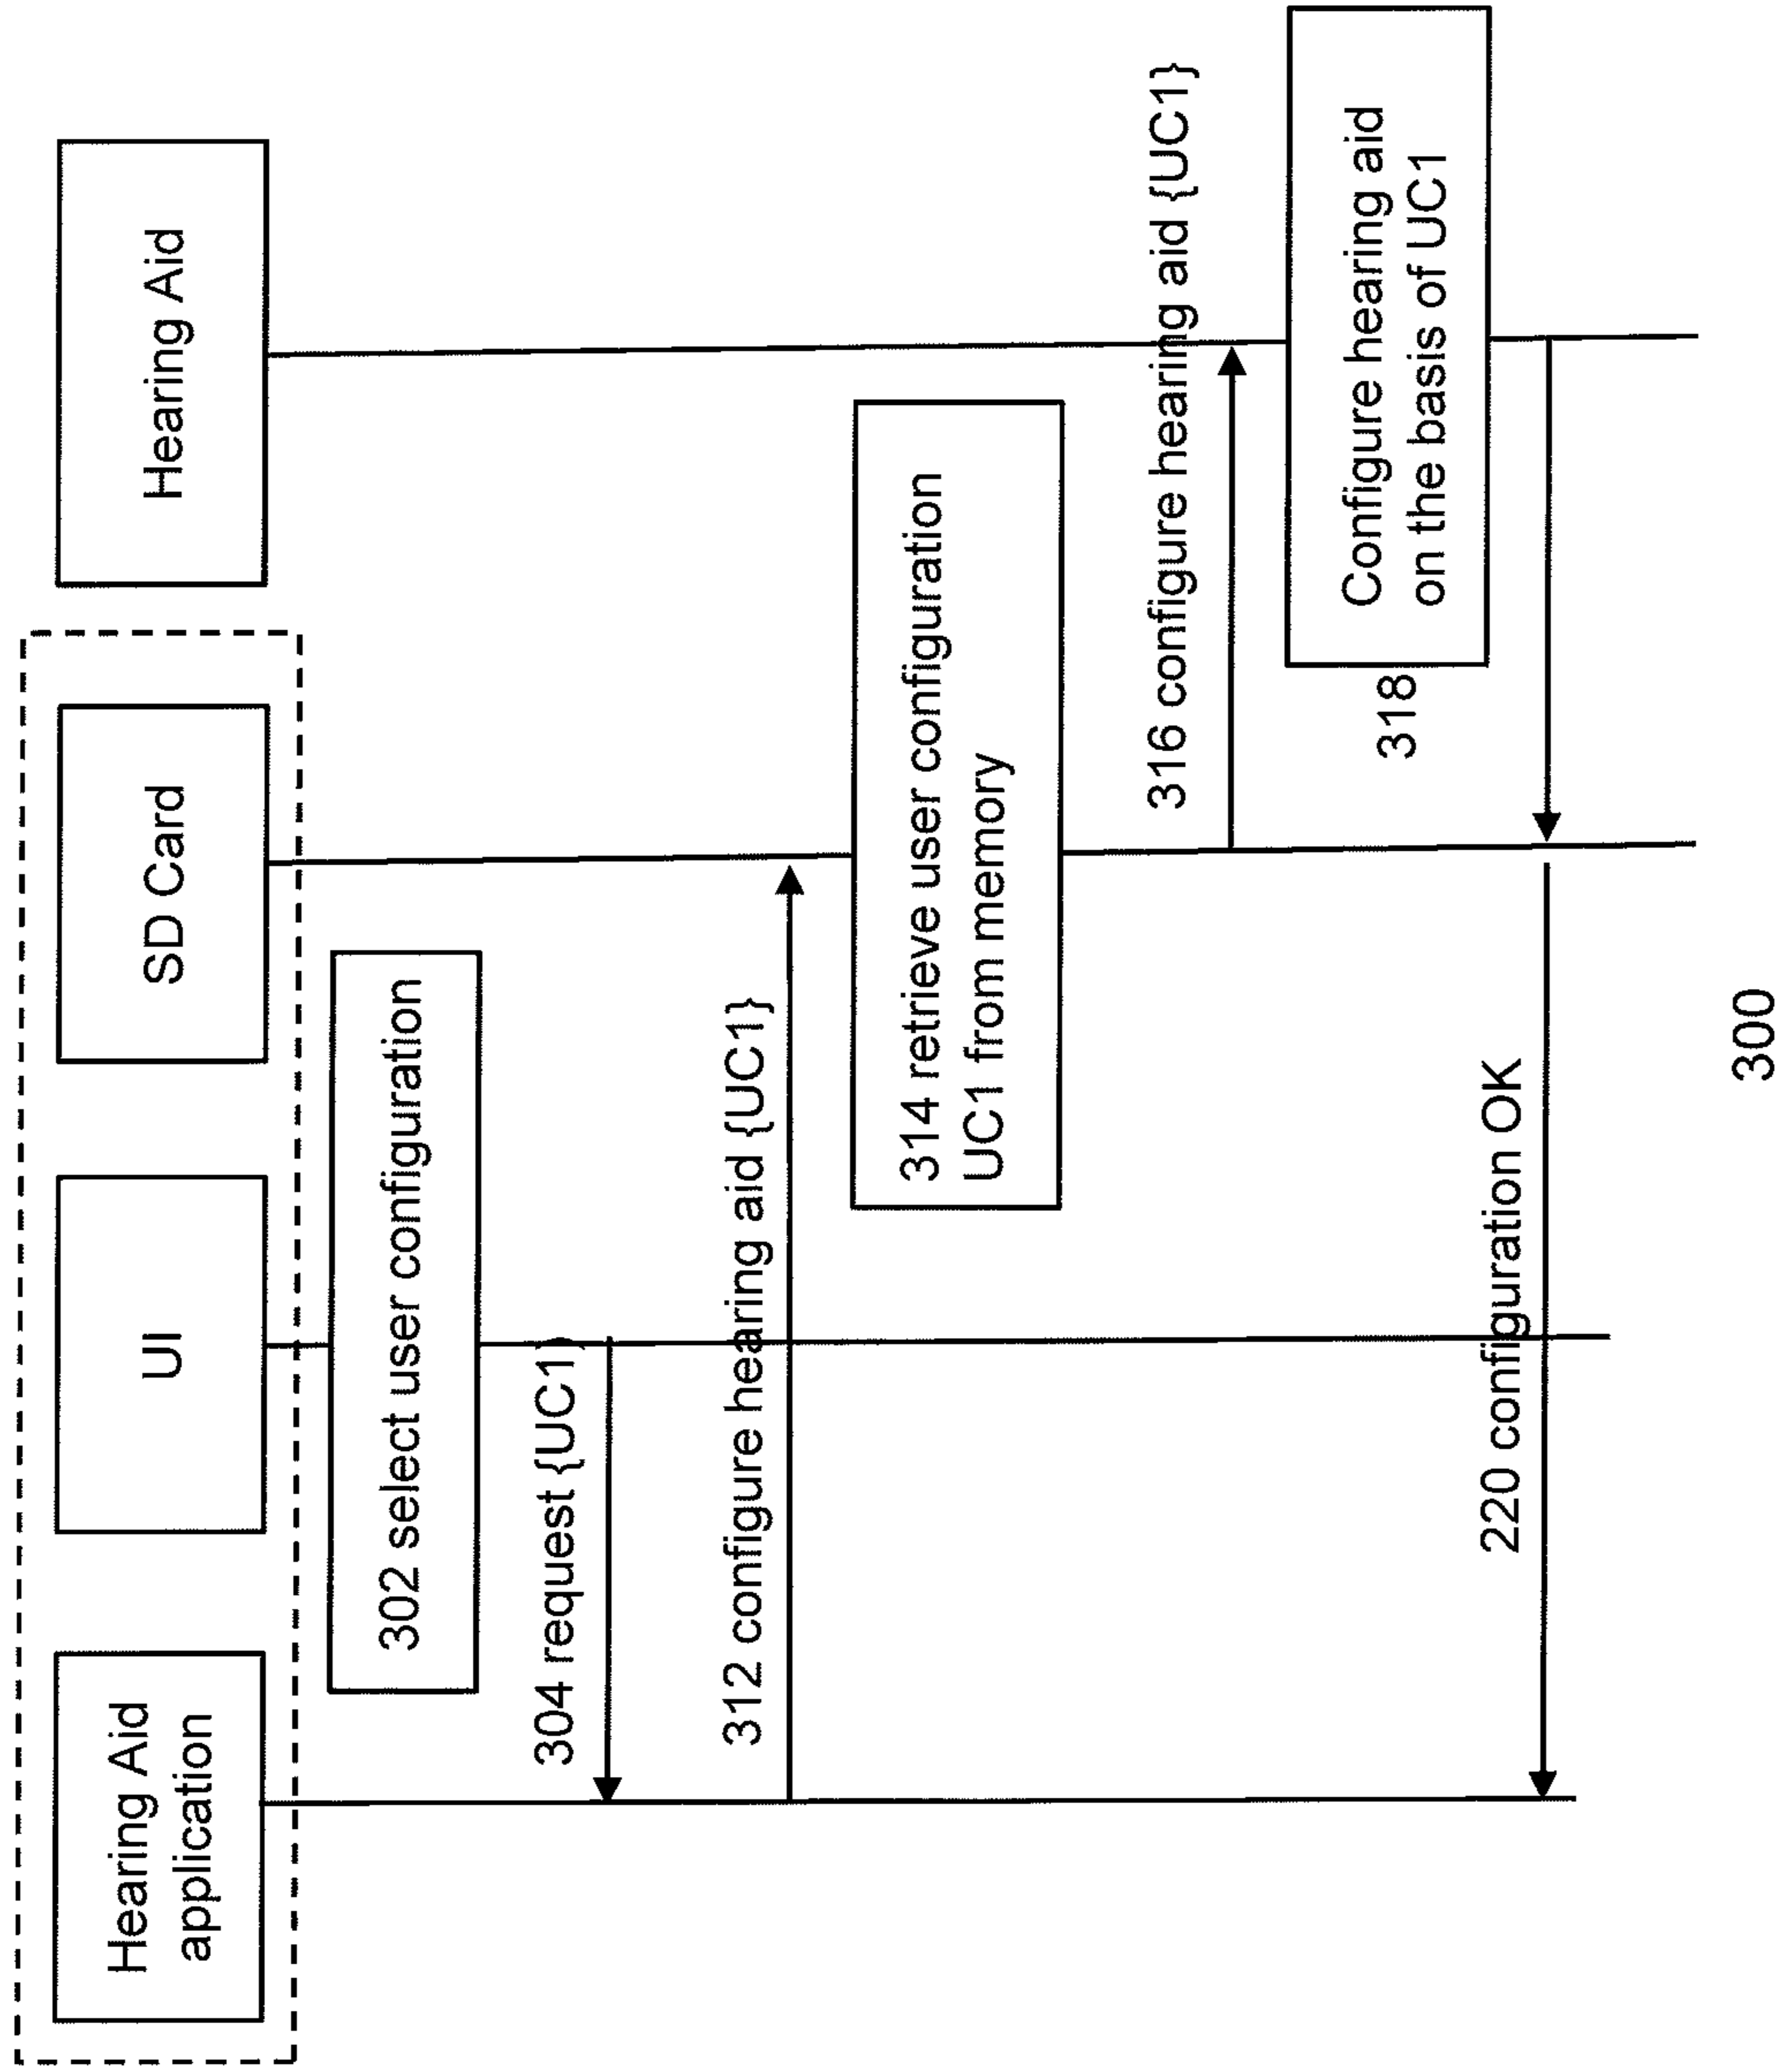 Hearing Aid
application
UI
SD Card
Hearing Aid
302 select user configuration
304 request {UC1}
312 configure hearing aid {UC1}
314 retrieve user configuration
UC1 from memory
316 configure hearing aid {UC1}
318
Configure hearing aid
on the basis of UC1
220 configuration OK
300